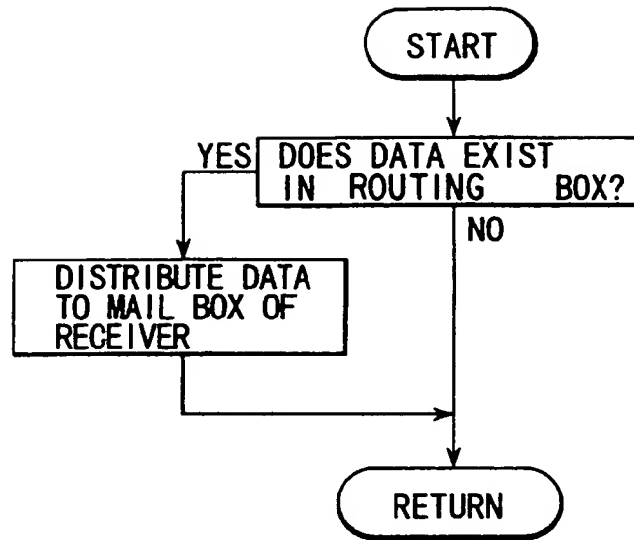 START
DOES DATA EXIST
IN ROUTING BOX?
YES
NO
DISTRIBUTE DATA
TO MAIL BOX OF
RECEIVER
RETURN